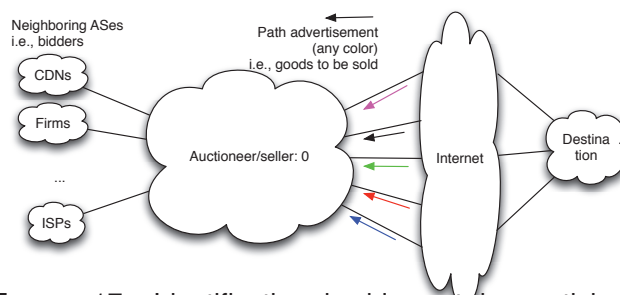 Neighboring ASes
i.e., bidders
CDNs
Firms
...
ISPs
Auctioneer/seller: 0
Path advertisement
(any color)
i.e., goods to be sold
Internet
Destina
tion